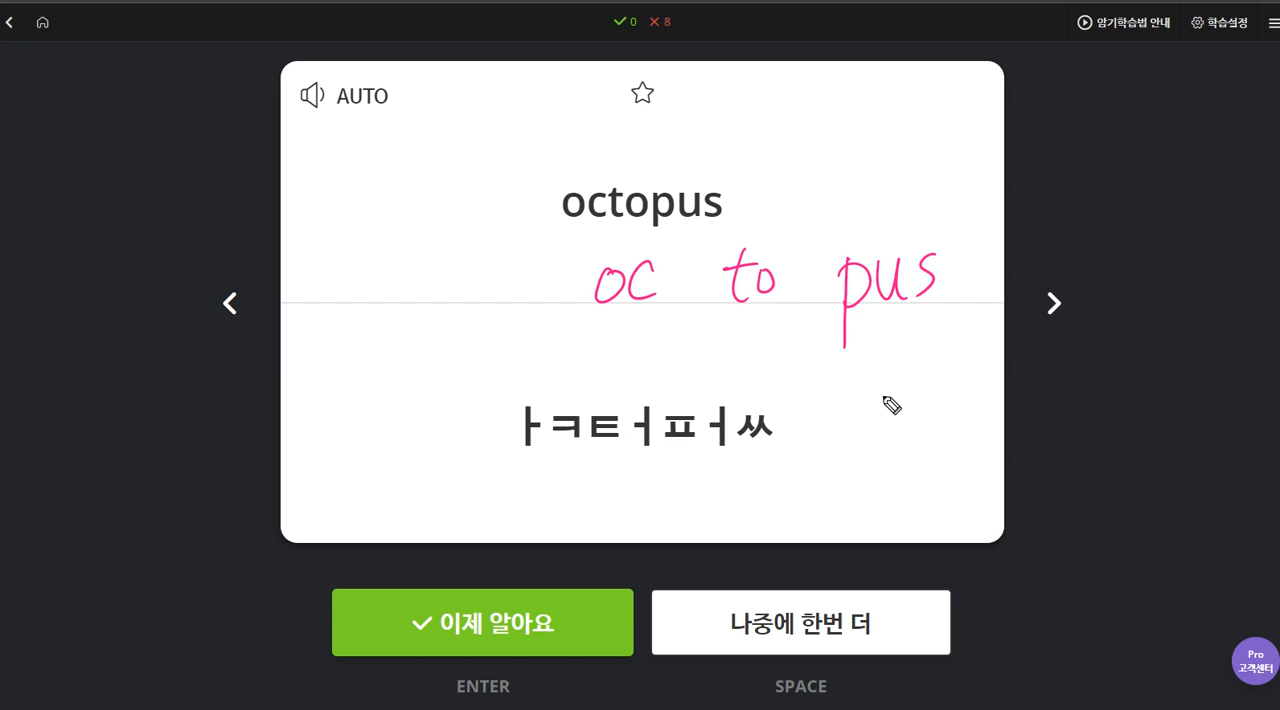 0 8 암기학습법 안내 학습설정
AUTO
octopus
oc to pus
ㅏㅋㅌㅓㅍㅓㅆ
이제 알아요 나중에 한번 더
ENTER SPACE
Pro
고객센터